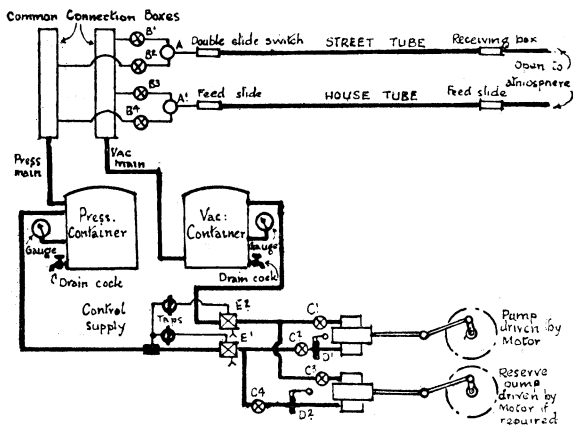 Common Connection Boxes
B¹
A
Double slide switch
STREET TUBE
Receiving box
B2
Open to
atmosphere
B3
A¹
Feed slide
HOUSE TUBE
Feed slide
B4
Press
main
Vac
main
Press.
Container
Vac:
Container
Gauge
Gauge
Drain cock
Drain cock
Control
supply
Taps
E2
E¹
C¹
C2
D¹
C3
C4
D2
Pump
driven by
Motor
Reserve
pump
driven by
Motor if
required